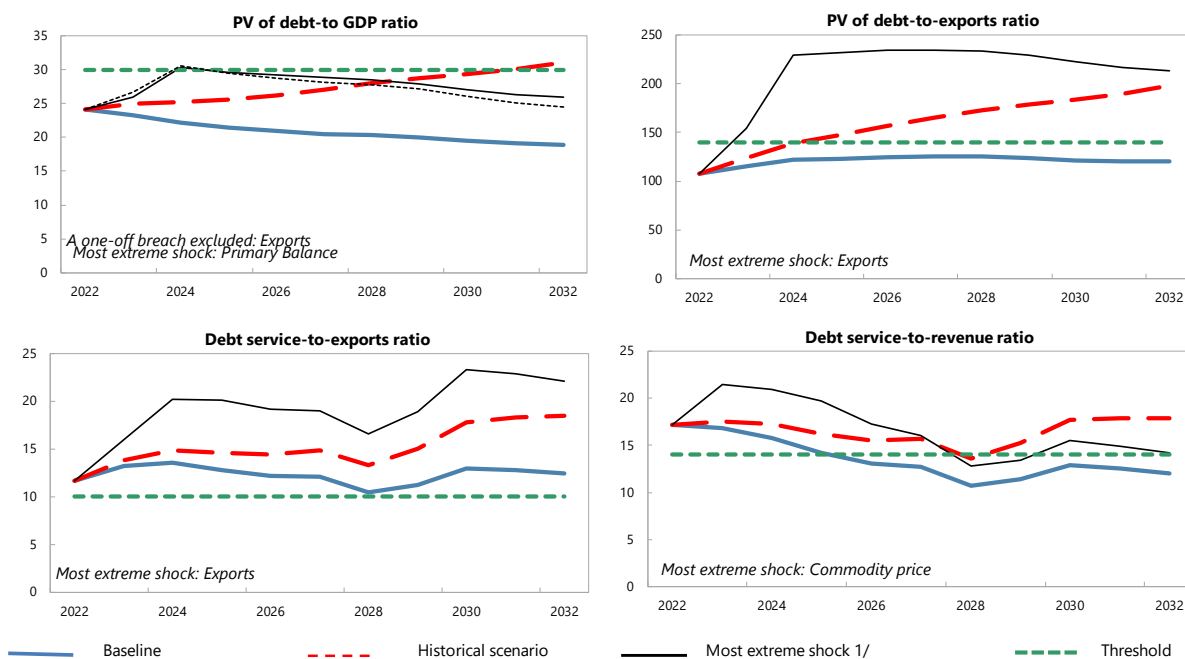 PV of debt-to GDP ratio
35
30
25
20
15
10
5
0
A one-off breach excluded: Exports
Most extreme shock: Primary Balance
2022 2024 2026 2028 2030 2032
PV of debt-to-exports ratio
250
200
150
100
50
0
Most extreme shock: Exports
2022 2024 2026 2028 2030 2032
Debt service-to-exports ratio
25
20
15
10
5
0
Most extreme shock: Exports
2022 2024 2026 2028 2030 2032
Debt service-to-revenue ratio
25
20
15
10
5
0
Most extreme shock: Commodity price
2022 2024 2026 2028 2030 2032
Baseline Historical scenario Most extreme shock 1/ Threshold